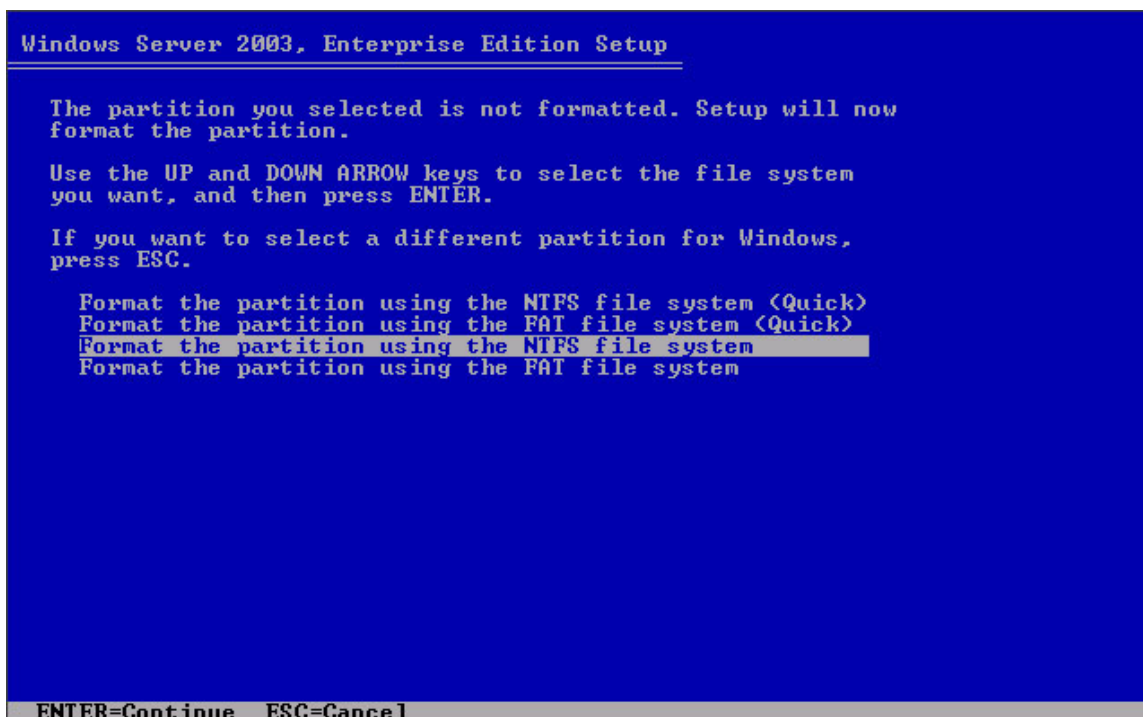 Windows Server 2003, Enterprise Edition Setup
The partition you selected is not formatted. Setup will now
format the partition.
Use the UP and DOWN ARROW keys to select the file system
you want, and then press ENTER.
If you want to select a different partition for Windows,
press ESC.
Format the partition using the NTFS file system (Quick)
Format the partition using the FAT file system (Quick)
Format the partition using the NTFS file system
Format the partition using the FAT file system
ENTER=Continue ESC=Cancel